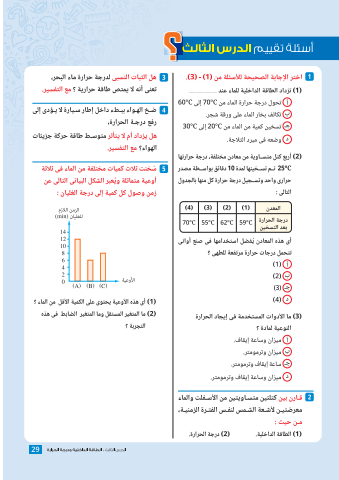 أسئلة تقييم الدرس الثالث
1 اختر الإجابة الصحيحة للأسئلة من (1) - (3).
(1) تزداد الطاقة الداخلية للماء عند ..............
أ تحول درجة حرارة الماء من 70°C إلى 60°C
ب تكاثف بخار الماء على ورقة شجر.
جـ تسخين كمية من الماء من 20°C إلى 30°C
د وضعه في مبرد الثلاجة.
(2) أربع كتل متساوية من معادن مختلفة، درجة حرارتها
25°C تم تسخينها لمدة 10 دقائق بواسطة مصدر
حراري واحد وتسجيل درجة حرارة كل منها بالجدول
التالي :
المعدن (1) (2) (3) (4)
درجة الحرارة بعد التسخين 59°C 62°C 55°C 70°C
أي هذه المعادن يُفضل استخدامها في صنع أواني
تتحمل درجات حرارة مرتفعة للطهي ؟
أ (1)
ب (2)
جـ (3)
د (4)
(3) ما الأدوات المستخدمة في إيجاد الحرارة
النوعية لمادة ؟
أ ميزان وساعة إيقاف.
ب ميزان وترمومتر.
جـ ساعة إيقاف وترمومتر.
د ميزان وساعة إيقاف وترمومتر.
2 قارن بين كتلتين متساويتين من الأسفلت والماء
معرضتين لأشعة الشمس لنفس الفترة الزمنية،
من حيث :
(1) الطاقة الداخلية. (2) درجة الحرارة.
3 هل الثبات النسبي لدرجة حرارة ماء البحر،
تعني أنه لا يمتص طاقة حرارية ؟ مع التفسير.
4 ضخ الهواء ببطء داخل إطار سيارة لا يؤدي إلى
رفع درجة الحرارة،
هل يزداد أم لا يتأثر متوسط طاقة حركة جزيئات
الهواء؟ مع التفسير.
5 سُخنت ثلاث كميات مختلفة من الماء في ثلاثة
أوعية متماثلة ويُعبر الشكل البياني التالي عن
زمن وصول كل كمية إلى درجة الغليان :
الزمن اللازم
للغليان (min)
14
12
10
8
6
4
2
0
(A) (B) (C)
الأوعية
(1) أي هذه الأوعية يحتوي على الكمية الأقل من الماء ؟
(2) ما المتغير المستقل وما المتغير الضابط في هذه
التجربة ؟
29